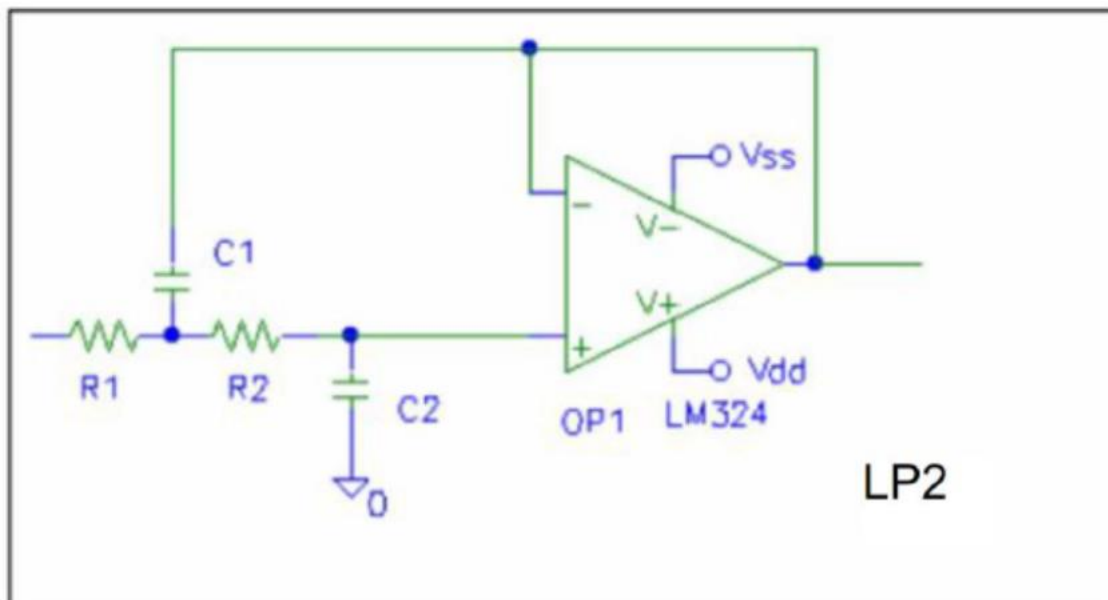 Vss
C1
-
V-
V+
+
R1
R2
C2
Vdd
OP1
LM324
0
LP2